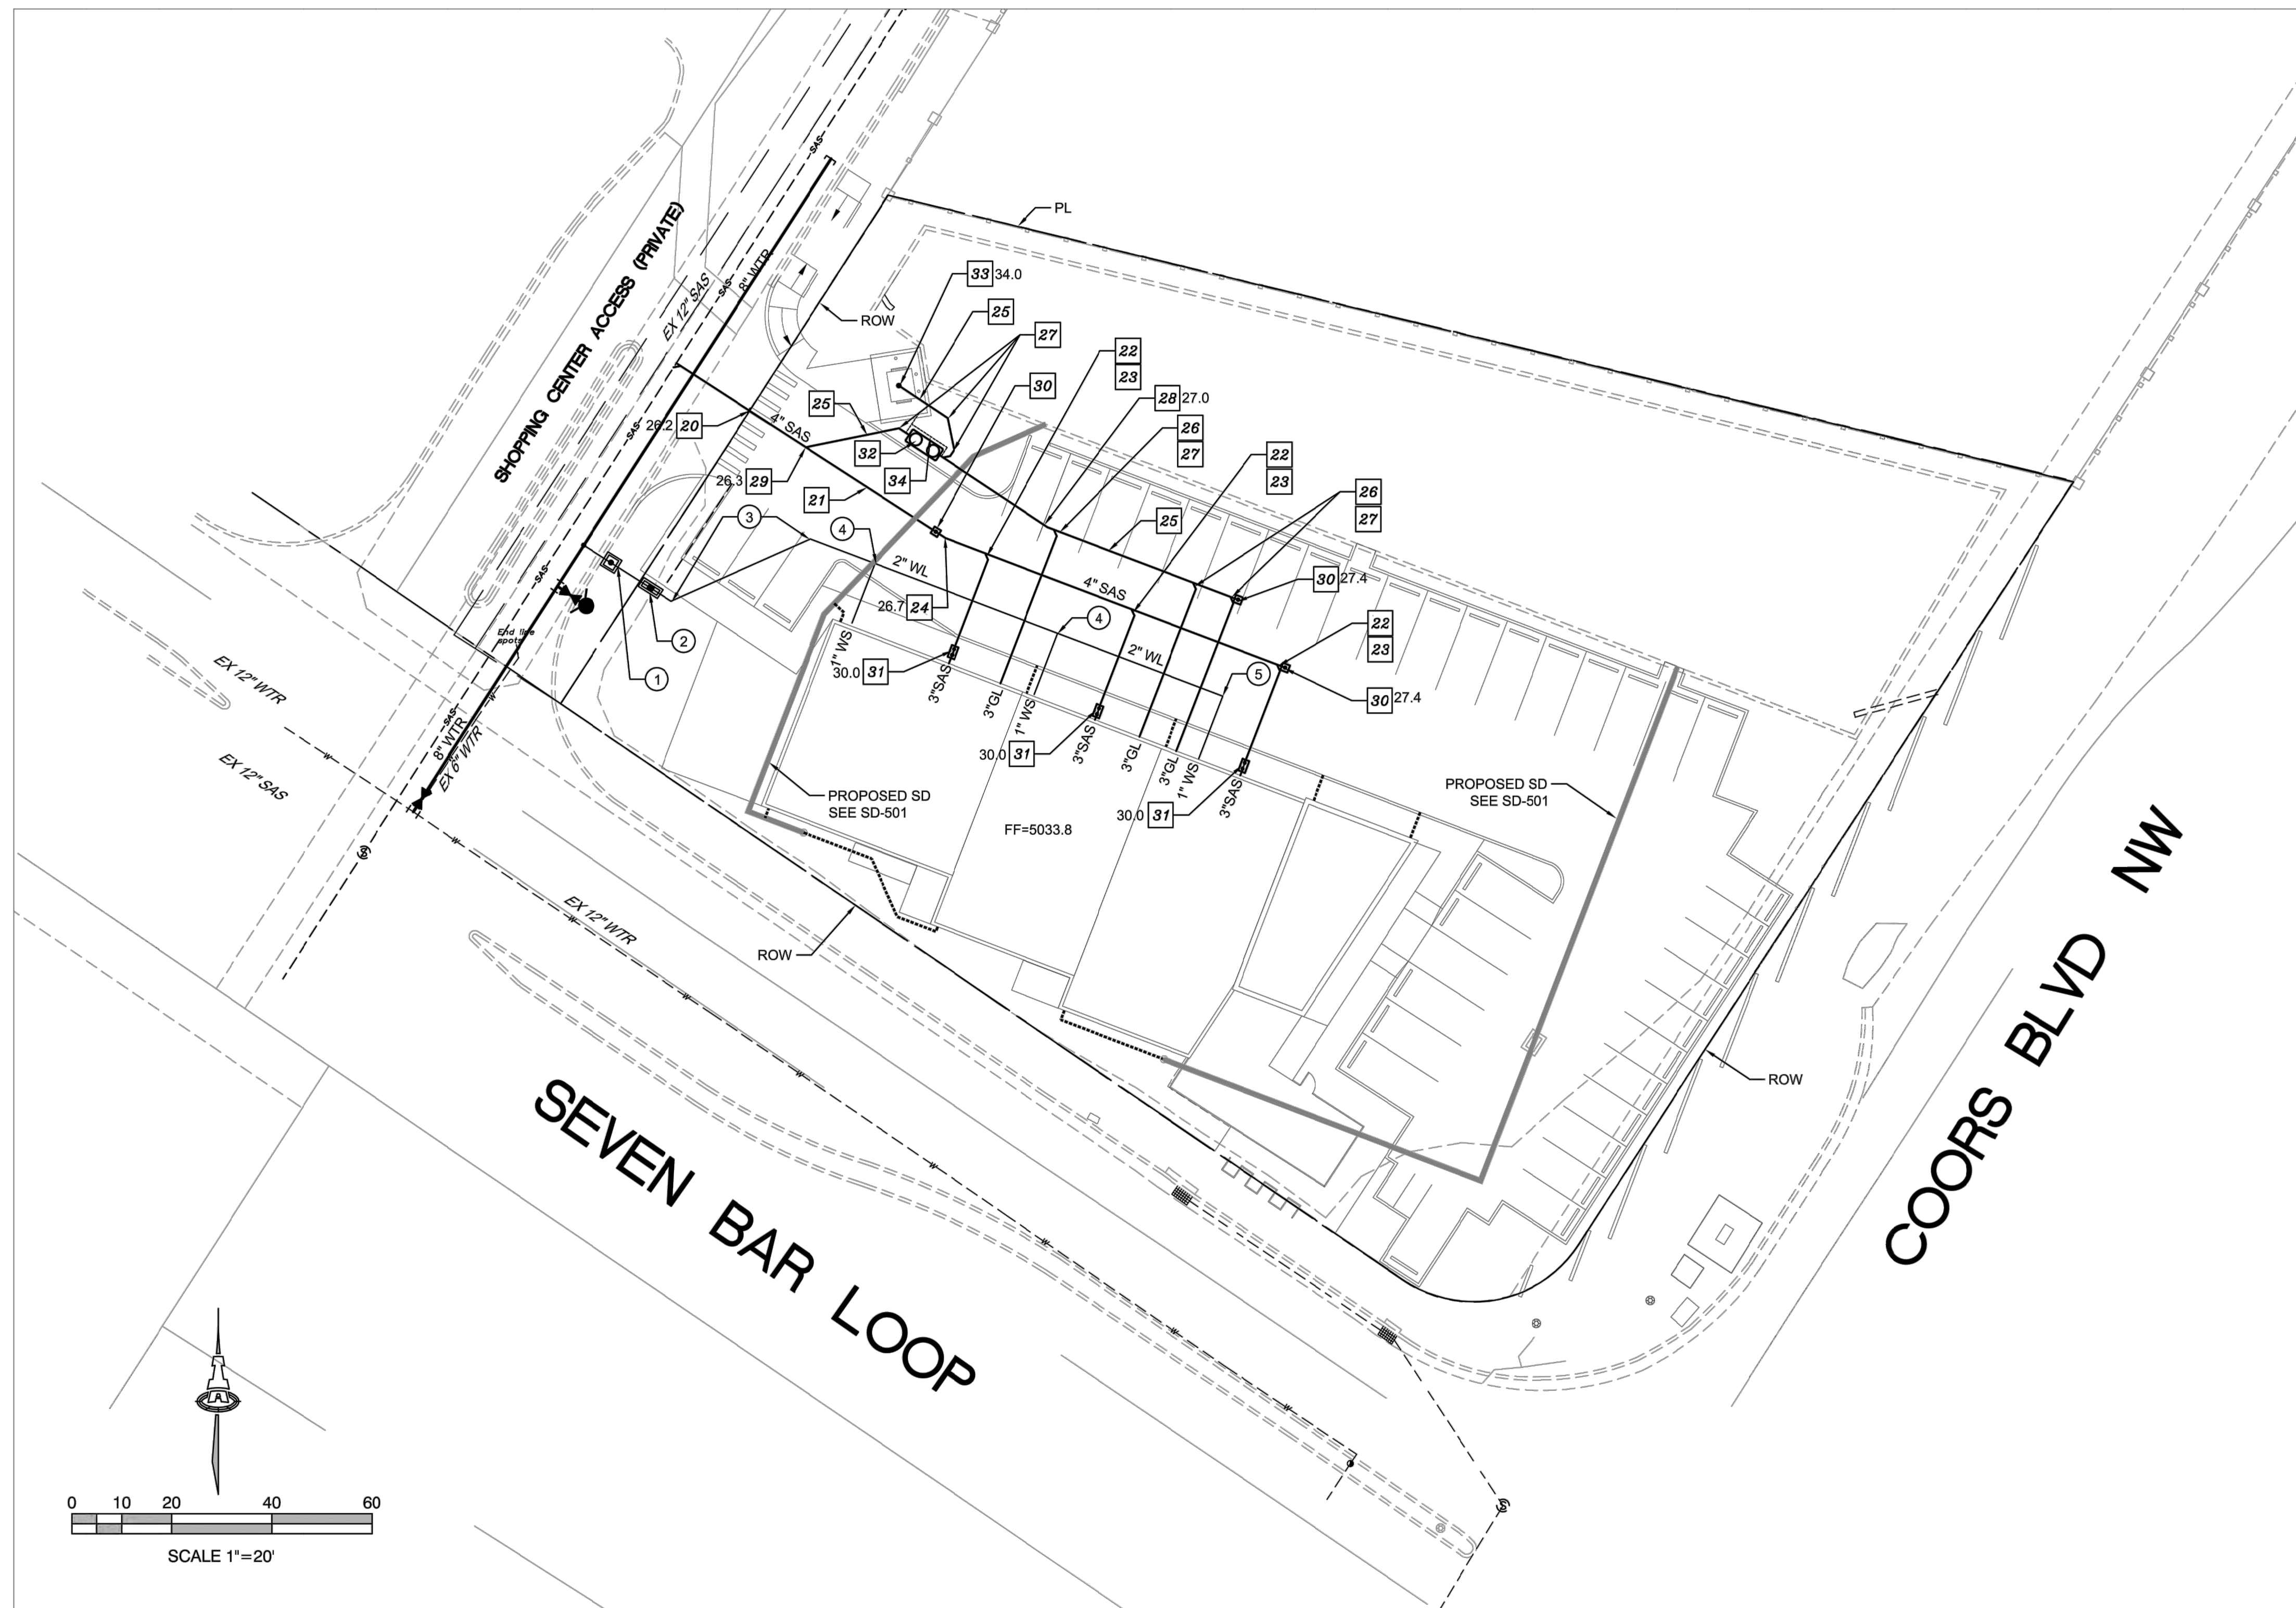 -SAS-
PL
33 34.0
SHOPPING CENTER ACCESS (PRIVATE)
EX 12" SAS
-SAS-
8" WTR
25
ROW
27
22
23
30
28 27.0
25
26.2 20
4" SAS
-SAS-
26
27
32
22
23
34
26.3 29
21
26
27
3
4
25
2" WL
-SAS-
4" SAS
30 27.4
26.7 24
4
22
23
End line
spots
2
1
1" WS
30.0 31
2" WL
5
3"SAS
3"GL
1" WS
30 27.4
EX 12" WTR
-SAS-
8" WTR
EX 6" WTR
30.0 31
3"SAS
3"GL
3"GL
1" WS
3"SAS
EX 12" SAS
W
PROPOSED SD
SEE SD-501
PROPOSED SD
SEE SD-501
30.0 31
FF=5033.8
W
S
EX 12" WTR
W
ROW
W
W
COORS BLVD NW
ROW
SEVEN BAR LOOP
W
W
W
W
S
A
0 10 20 40 60
SCALE 1"=20'